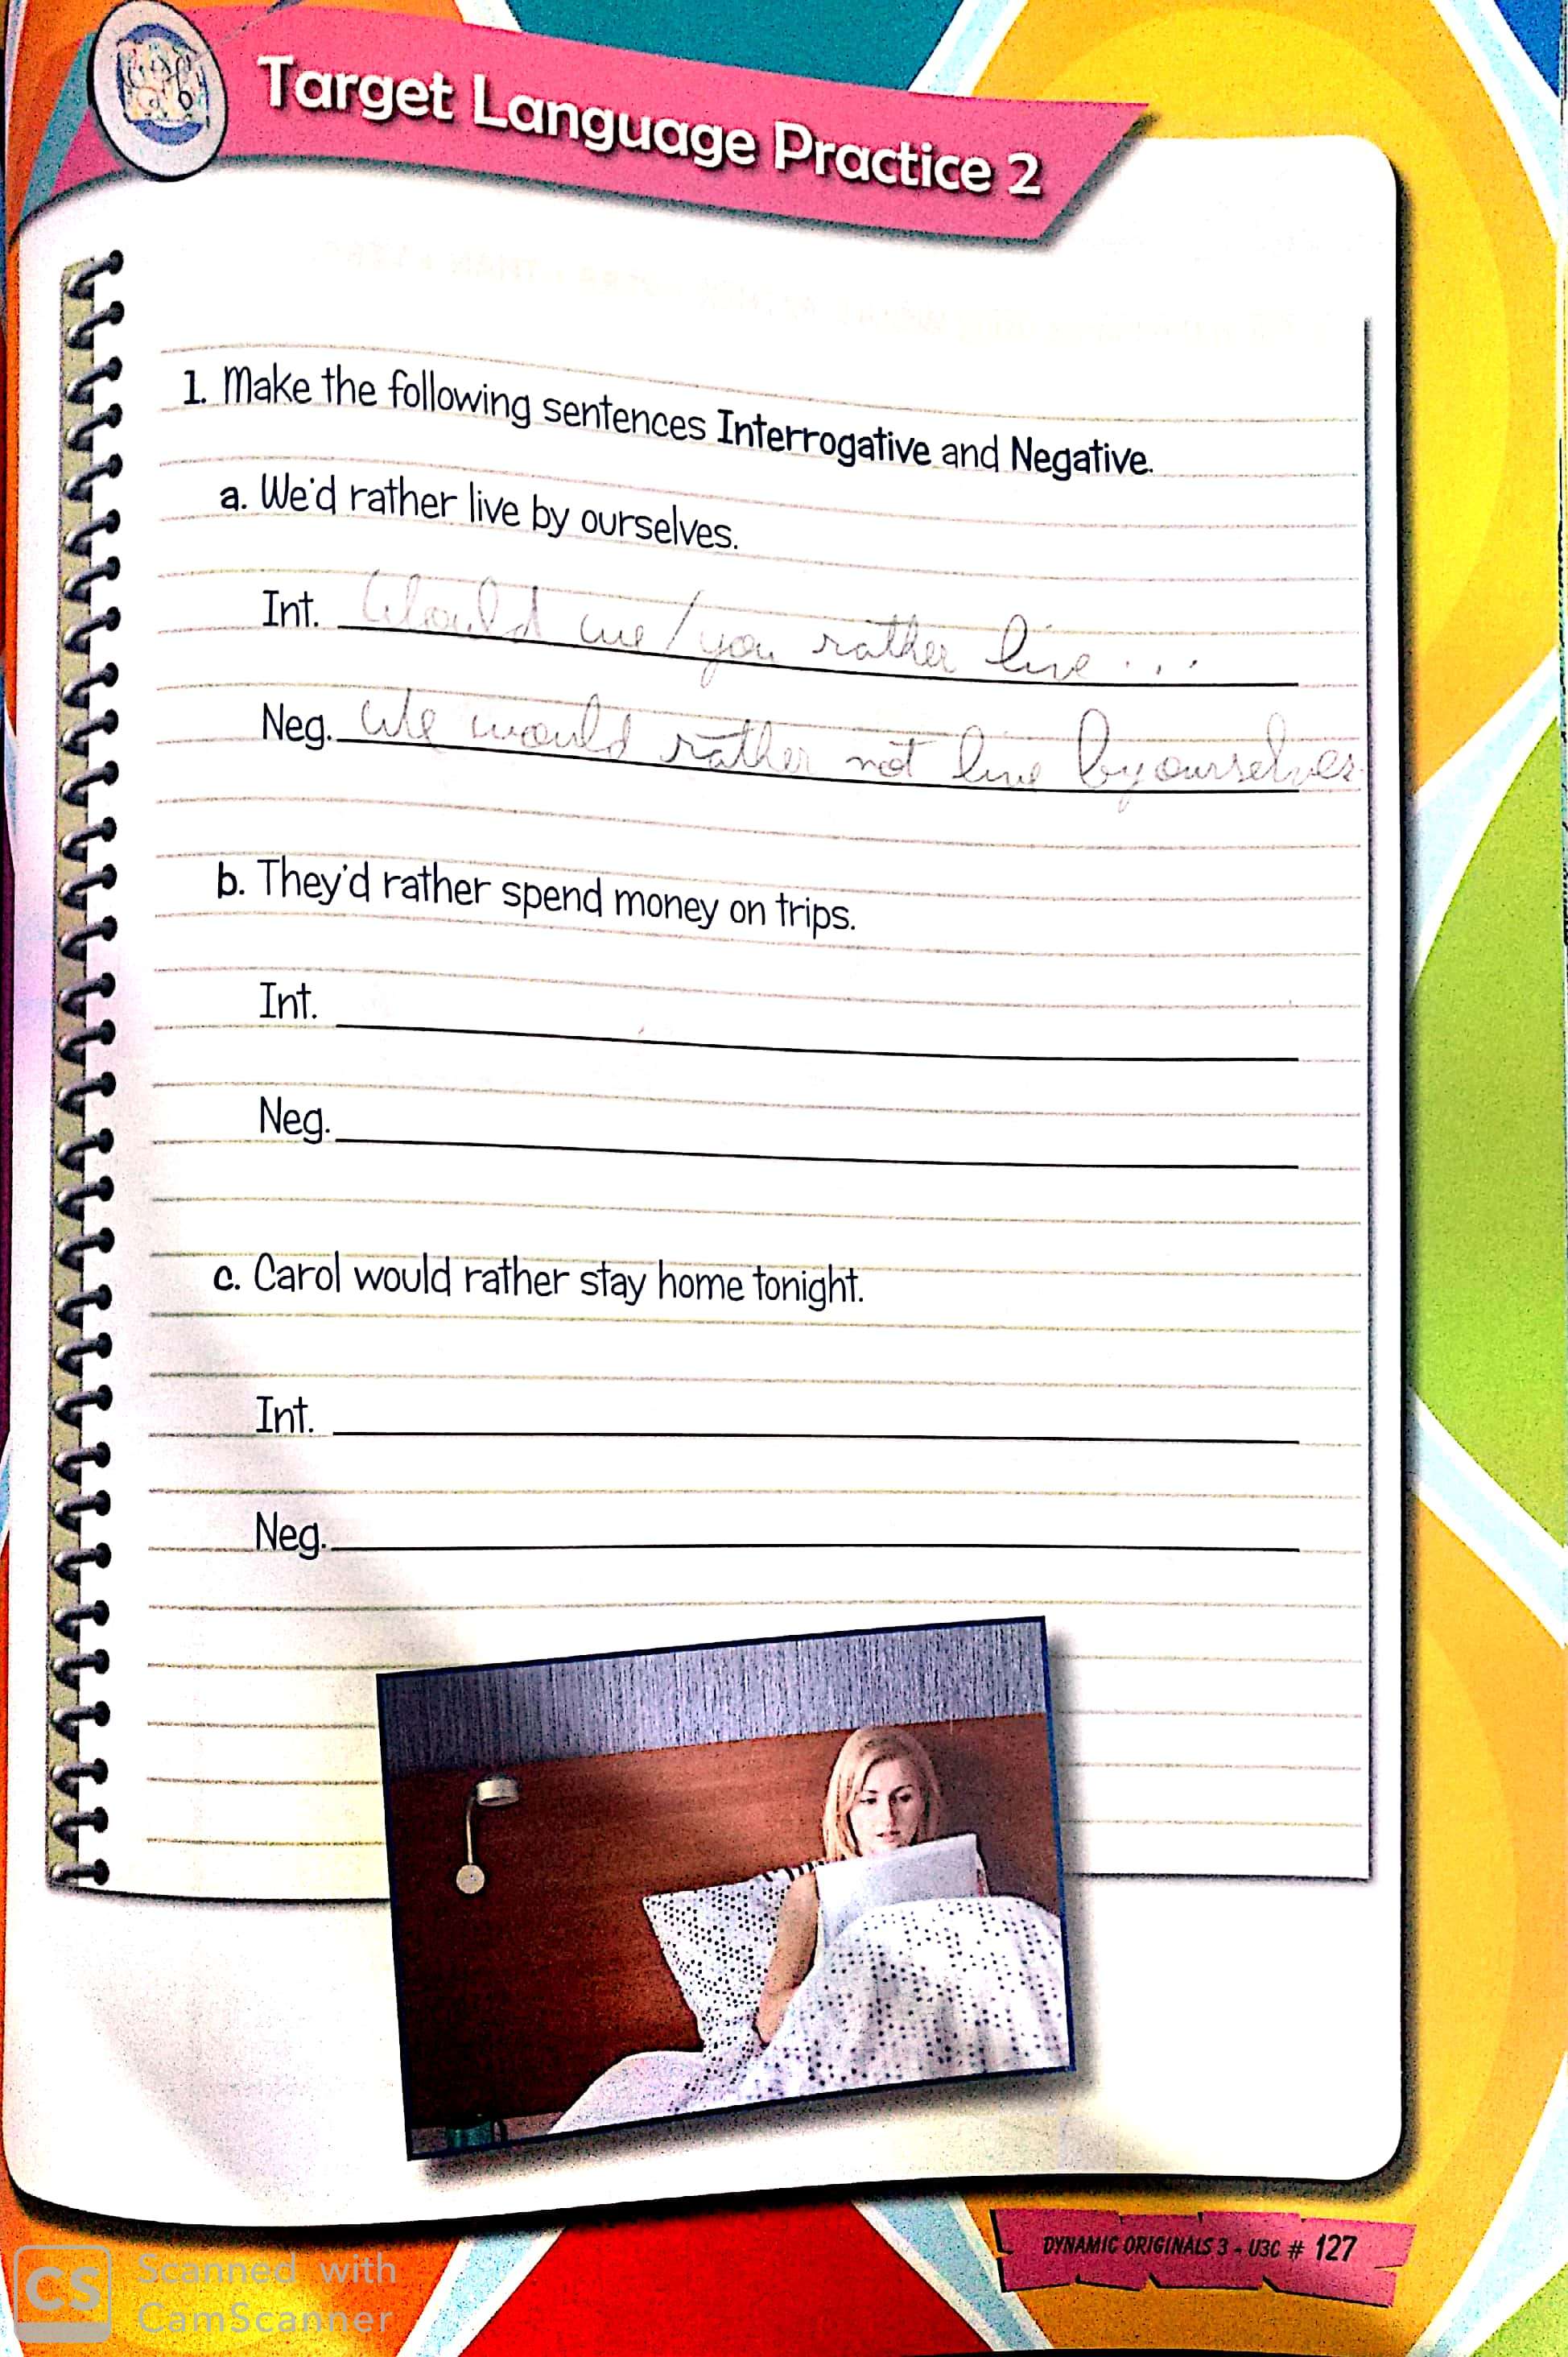 Target Language Practice 2
1. Make the following sentences Interrogative and Negative.
a. We'd rather live by ourselves.
Int. Would we/you rather live...
Neg. We would rather not live by ourselves.
b. They'd rather spend money on trips.
Int.
Neg.
c. Carol would rather stay home tonight.
Int.
Neg.
DYNAMIC ORIGINALS 3 - U3C # 127
CS Scanned with
CamScanner